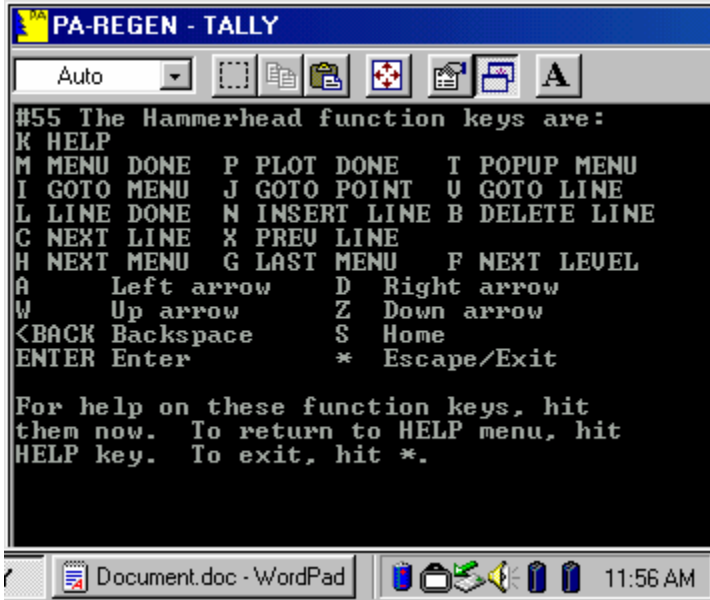 PA
PA-REGEN - TALLY
Auto
A
#55 The Hammerhead function keys are:
K HELP
M MENU DONE P PLOT DONE T POPUP MENU
I GOTO MENU J GOTO POINT V GOTO LINE
L LINE DONE N INSERT LINE B DELETE LINE
C NEXT LINE X PREV LINE
H NEXT MENU G LAST MENU F NEXT LEVEL
A Left arrow D Right arrow
W Up arrow Z Down arrow
<BACK Backspace S Home
ENTER Enter * Escape/Exit
For help on these function keys, hit
them now. To return to HELP menu, hit
HELP key. To exit, hit *.
Y Document.doc - WordPad 11:56 AM